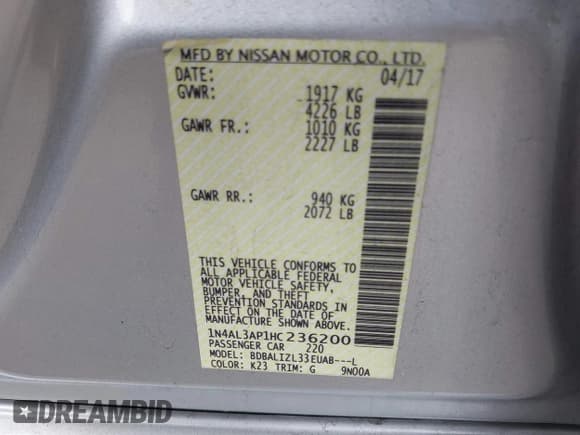 MFD BY NISSAN MOTOR CO., LTD.
DATE: 04/17
GVWR: 1917 KG
4226 LB
GAWR FR.: 1010 KG
2227 LB
GAWR RR.: 940 KG
2072 LB
THIS VEHICLE CONFORMS TO
ALL APPLICABLE FEDERAL
MOTOR VEHICLE SAFETY,
BUMPER, AND THEFT
PREVENTION STANDARDS IN
EFFECT ON THE DATE OF
MANUFACTURE SHOWN ABOVE.
1N4AL3AP1HC236200
PASSENGER CAR 220
MODEL: BDBALIZL33EUAB---L
COLOR: K23 TRIM: G 9N00A
DREAMBID